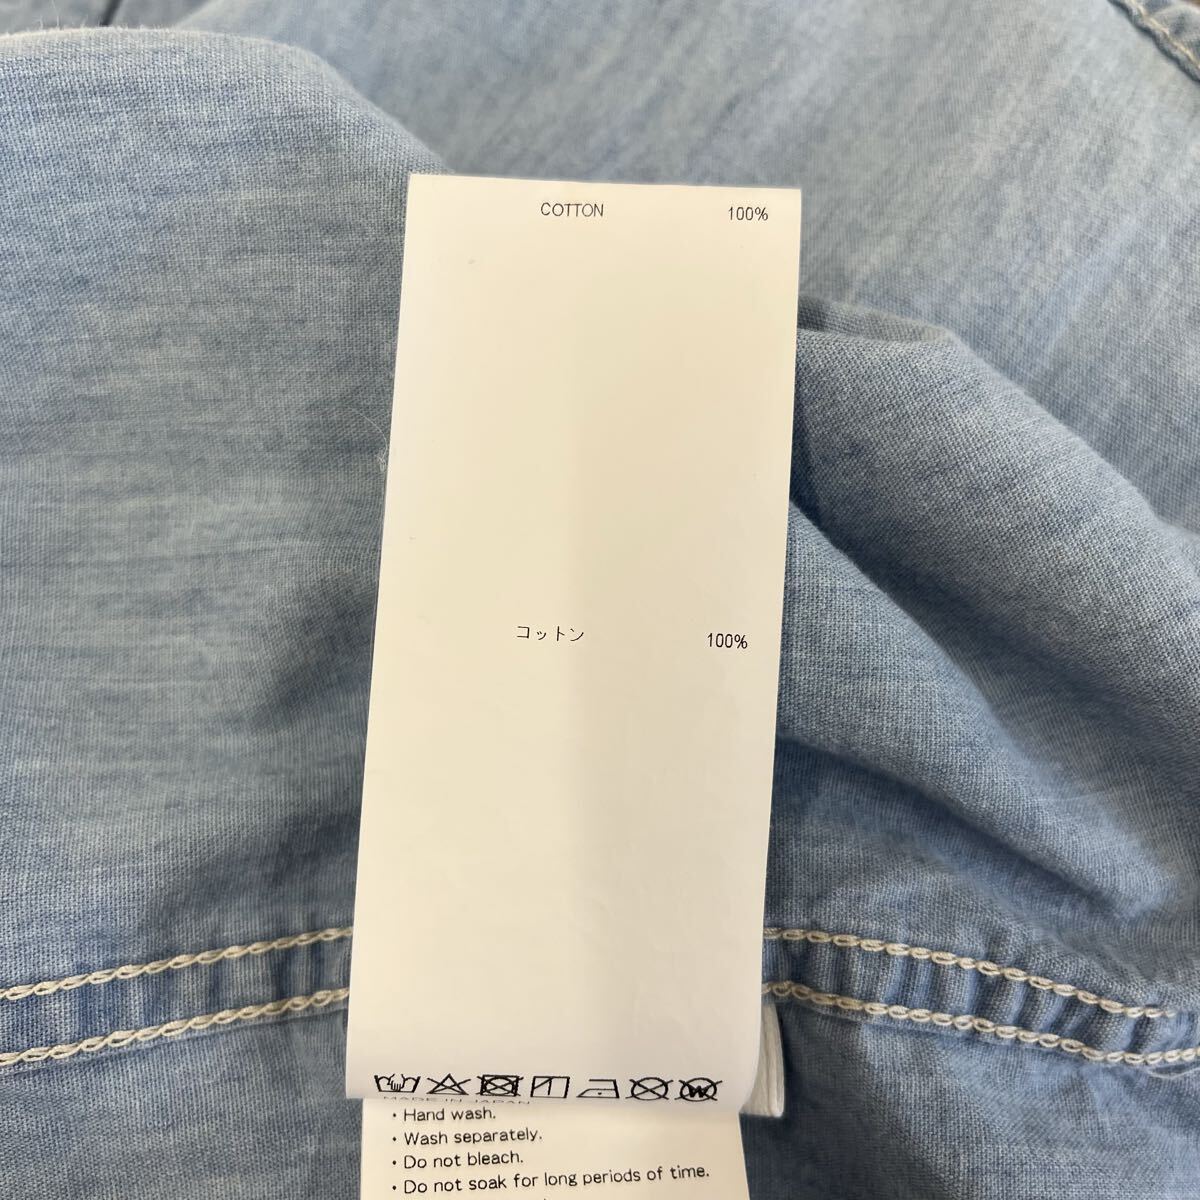 COTTON 100%
コットン 100%
MADE IN JAPAN
・Hand wash.
・Wash separately.
・Do not bleach.
・Do not soak for long periods of time.